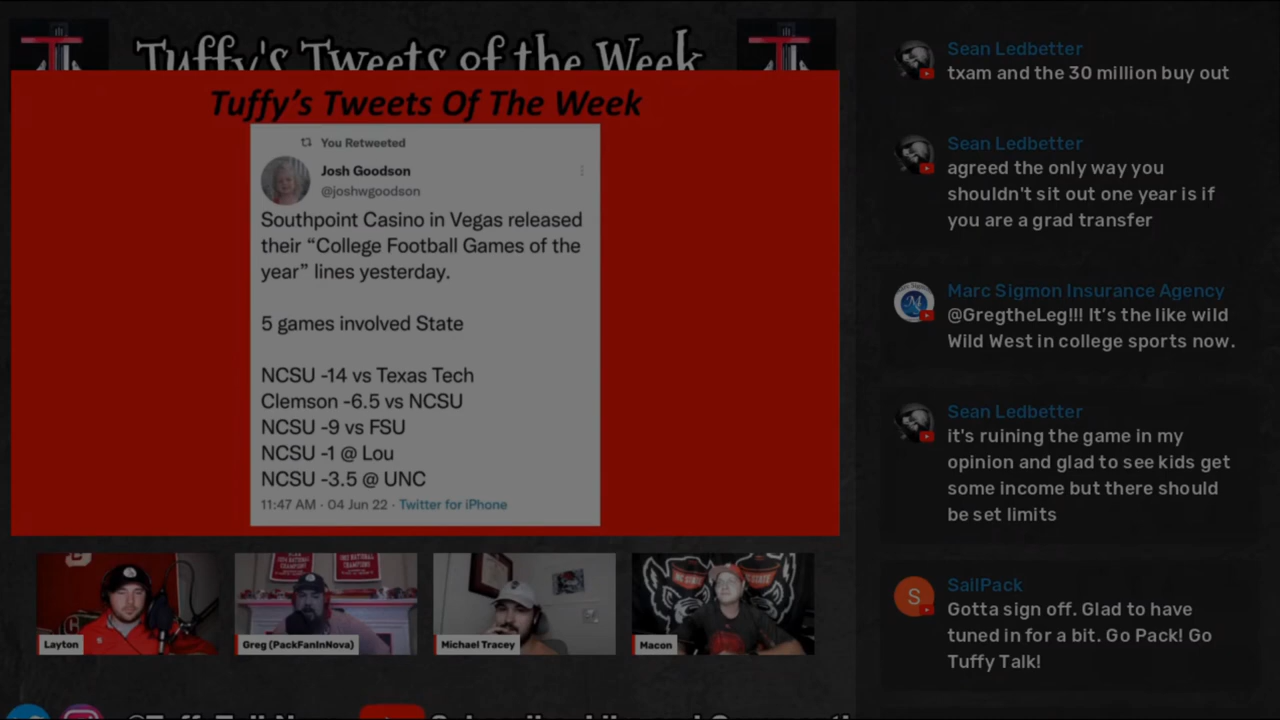 Tuffy's Tweets of the Week
Tuffy's Tweets Of The Week
You Retweeted
Josh Goodson
@joshwgoodson
Southpoint Casino in Vegas released
their “College Football Games of the
year” lines yesterday.
5 games involved State
NCSU -14 vs Texas Tech
Clemson -6.5 vs NCSU
NCSU -9 vs FSU
NCSU -1 @ Lou
NCSU -3.5 @ UNC
11:47 AM · 04 Jun 22 · Twitter for iPhone
Layton
Greg (PackFanInNova)
Michael Tracey
Macon
Sean Ledbetter
txam and the 30 million buy out
Sean Ledbetter
agreed the only way you
shouldn't sit out one year is if
you are a grad transfer
Marc Sigmon Insurance Agency
@GregtheLeg!!! It’s the like wild
Wild West in college sports now.
Sean Ledbetter
it's ruining the game in my
opinion and glad to see kids get
some income but there should
be set limits
S
SailPack
Gotta sign off. Glad to have
tuned in for a bit. Go Pack! Go
Tuffy Talk!